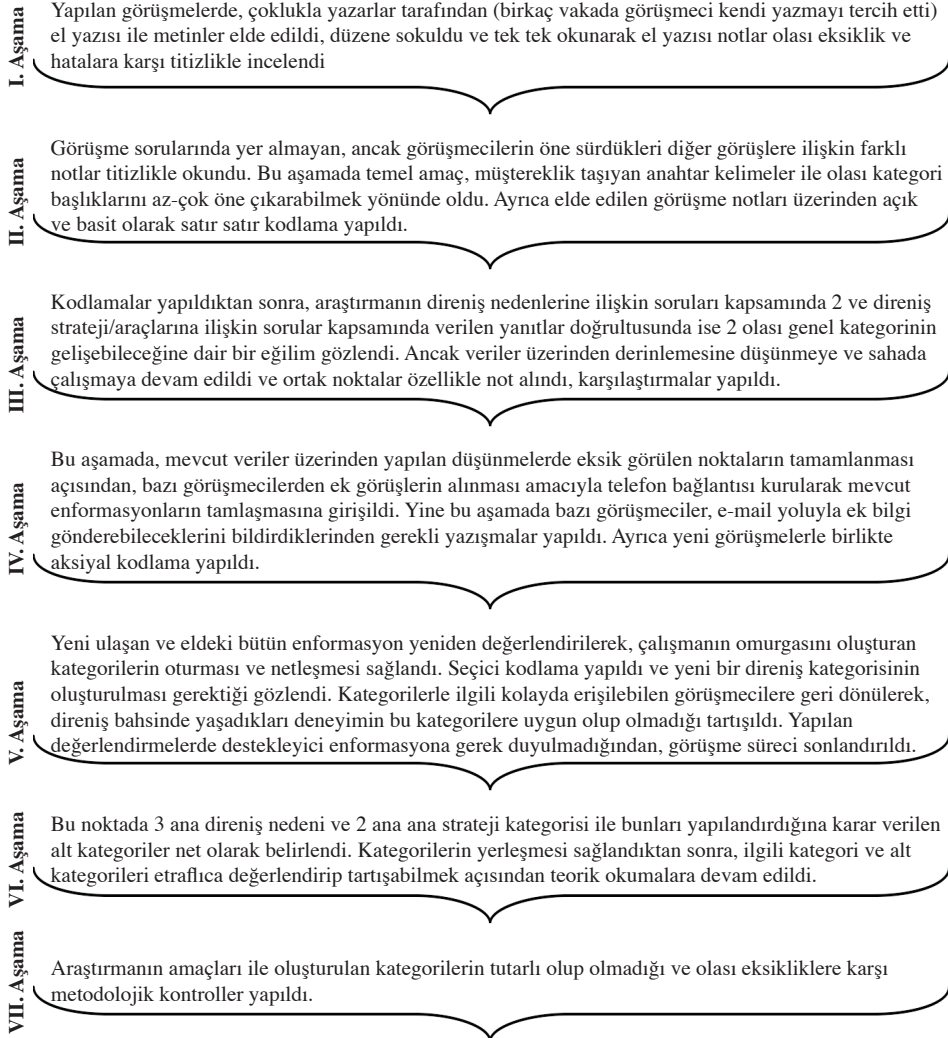 I. Aşama
Yapılan görüşmelerde, çoklukla yazarlar tarafından (birkaç vakada görüşmeci kendi yazmayı tercih etti)
el yazısı ile metinler elde edildi, düzene sokuldu ve tek tek okunarak el yazısı notlar olası eksiklik ve
hatalara karşı titizlikle incelendi
II. Aşama
Görüşme sorularında yer almayan, ancak görüşmecilerin öne sürdükleri diğer görüşlere ilişkin farklı
notlar titizlikle okundu. Bu aşamada temel amaç, müştereklik taşıyan anahtar kelimeler ile olası kategori
başlıklarını az-çok öne çıkarabilmek yönünde oldu. Ayrıca elde edilen görüşme notları üzerinden açık
ve basit olarak satır satır kodlama yapıldı.
III. Aşama
Kodlamalar yapıldıktan sonra, araştırmanın direniş nedenlerine ilişkin soruları kapsamında 2 ve direniş
strateji/araçlarına ilişkin sorular kapsamında verilen yanıtlar doğrultusunda ise 2 olası genel kategorinin
gelişebileceğine dair bir eğilim gözlendi. Ancak veriler üzerinden derinlemesine düşünmeye ve sahada
çalışmaya devam edildi ve ortak noktalar özellikle not alındı, karşılaştırmalar yapıldı.
IV. Aşama
Bu aşamada, mevcut veriler üzerinden yapılan düşünmelerde eksik görülen noktaların tamamlanması
açısından, bazı görüşmecilerden ek görüşlerin alınması amacıyla telefon bağlantısı kurularak mevcut
enformasyonların tamlaşmasına girişildi. Yine bu aşamada bazı görüşmeciler, e-mail yoluyla ek bilgi
gönderebileceklerini bildirdiklerinden gerekli yazışmalar yapıldı. Ayrıca yeni görüşmelerle birlikte
aksiyal kodlama yapıldı.
V. Aşama
Yeni ulaşan ve eldeki bütün enformasyon yeniden değerlendirilerek, çalışmanın omurgasını oluşturan
kategorilerin oturması ve netleşmesi sağlandı. Seçici kodlama yapıldı ve yeni bir direniş kategorisinin
oluşturulması gerektiği gözlendi. Kategorilerle ilgili kolayda erişilebilen görüşmecilere geri dönülerek,
direniş bahsinde yaşadıkları deneyimin bu kategorilere uygun olup olmadığı tartışıldı. Yapılan
değerlendirmelerde destekleyici enformasyona gerek duyulmadığından, görüşme süreci sonlandırıldı.
VI. Aşama
Bu noktada 3 ana direniş nedeni ve 2 ana ana strateji kategorisi ile bunları yapılandırdığına karar verilen
alt kategoriler net olarak belirlendi. Kategorilerin yerleşmesi sağlandıktan sonra, ilgili kategori ve alt
kategorileri etraflıca değerlendirip tartışabilmek açısından teorik okumalara devam edildi.
VII. Aşama
Araştırmanın amaçları ile oluşturulan kategorilerin tutarlı olup olmadığı ve olası eksikliklere karşı
metodolojik kontroller yapıldı.